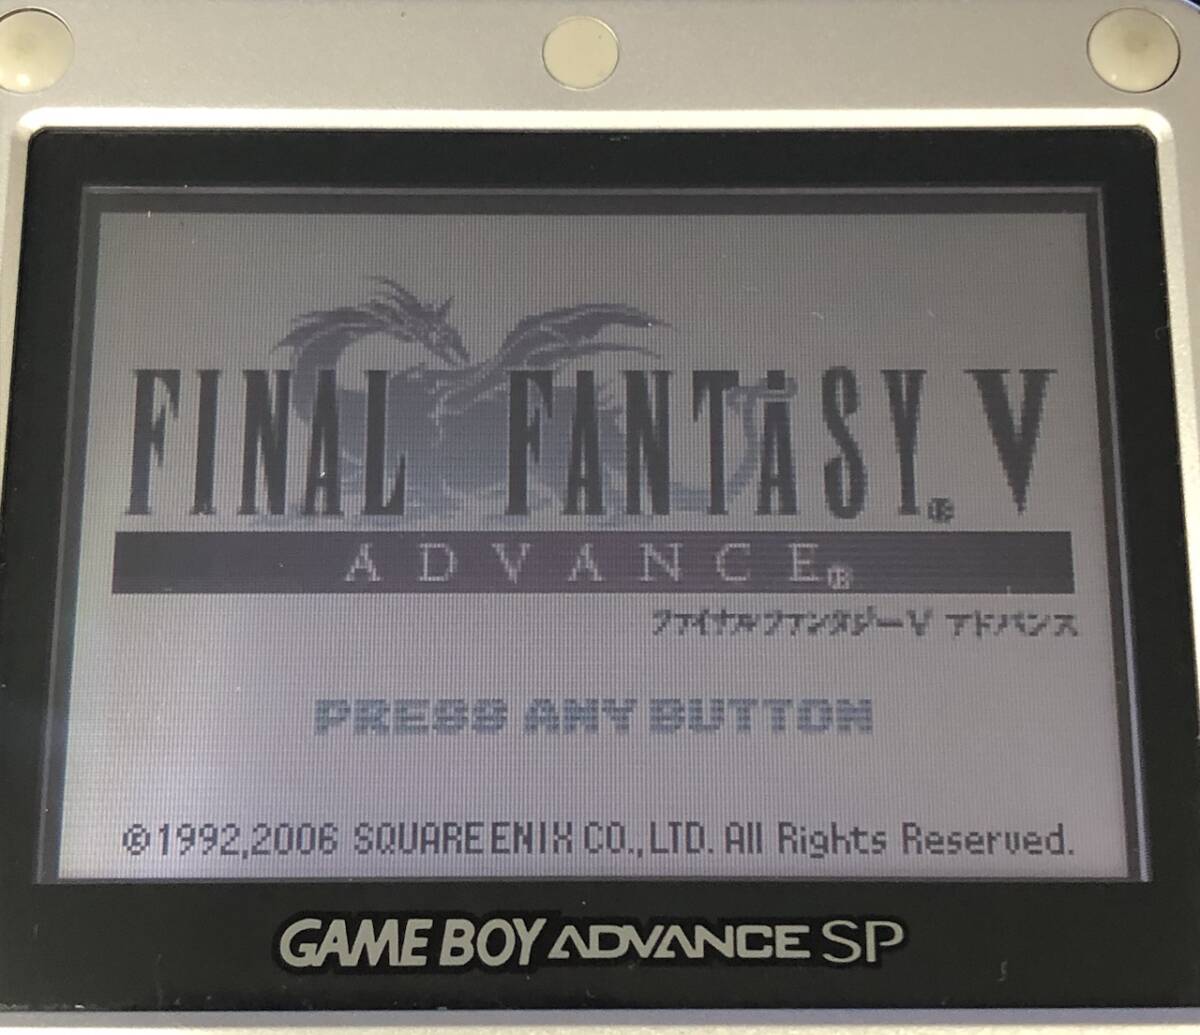 FINAL FANTASY® V
ADVANCE®
ファイナルファンタジーV アドバンス
PRESS ANY BUTTON
©1992,2006 SQUARE ENIX CO.,LTD. All Rights Reserved.
GAME BOY ADVANCE SP